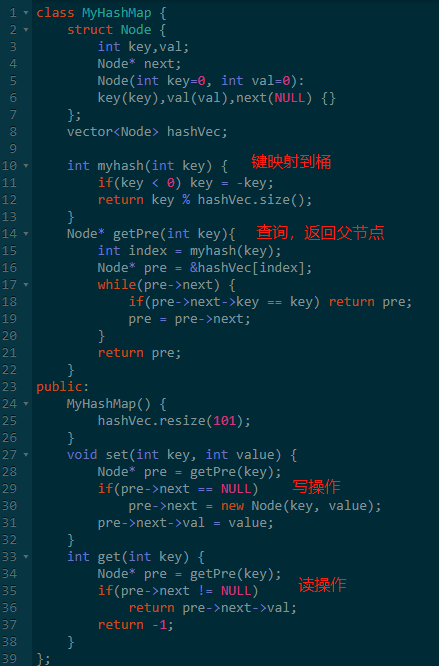 1 class MyHashMap {
2     struct Node {
3         int key,val;
4         Node* next;
5         Node(int key=0, int val=0):
6         key(key),val(val),next(NULL) {}
7     };
8     vector<Node> hashVec;
9
10     int myhash(int key) { 键映射到桶
11         if(key < 0) key = -key;
12         return key % hashVec.size();
13     }
14     Node* getPre(int key){ 查询，返回父节点
15         int index = myhash(key);
16         Node* pre = &hashVec[index];
17         while(pre->next) {
18             if(pre->next->key == key) return pre;
19             pre = pre->next;
20         }
21         return pre;
22     }
23 public:
24     MyHashMap() {
25         hashVec.resize(101);
26     }
27     void set(int key, int value) {
28         Node* pre = getPre(key);
29         if(pre->next == NULL) 写操作
30             pre->next = new Node(key, value);
31         pre->next->val = value;
32     }
33     int get(int key) {
34         Node* pre = getPre(key);
35         if(pre->next != NULL) 读操作
36             return pre->next->val;
37         return -1;
38     }
39 };